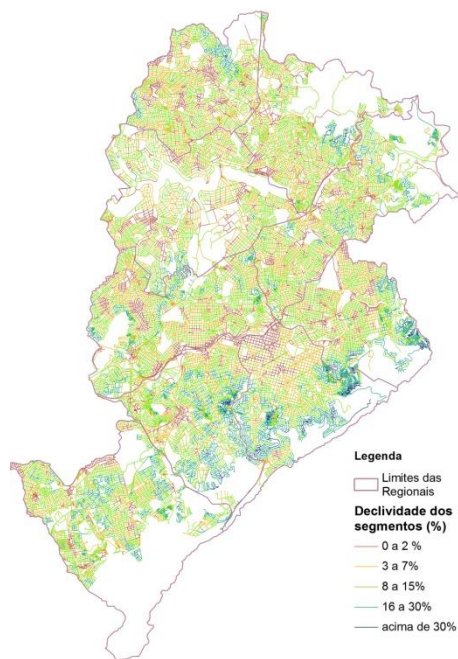 Legenda
Limites das
Regionais
Declividade dos
segmentos (%)
0 a 2 %
3 a 7%
8 a 15%
16 a 30%
acima de 30%